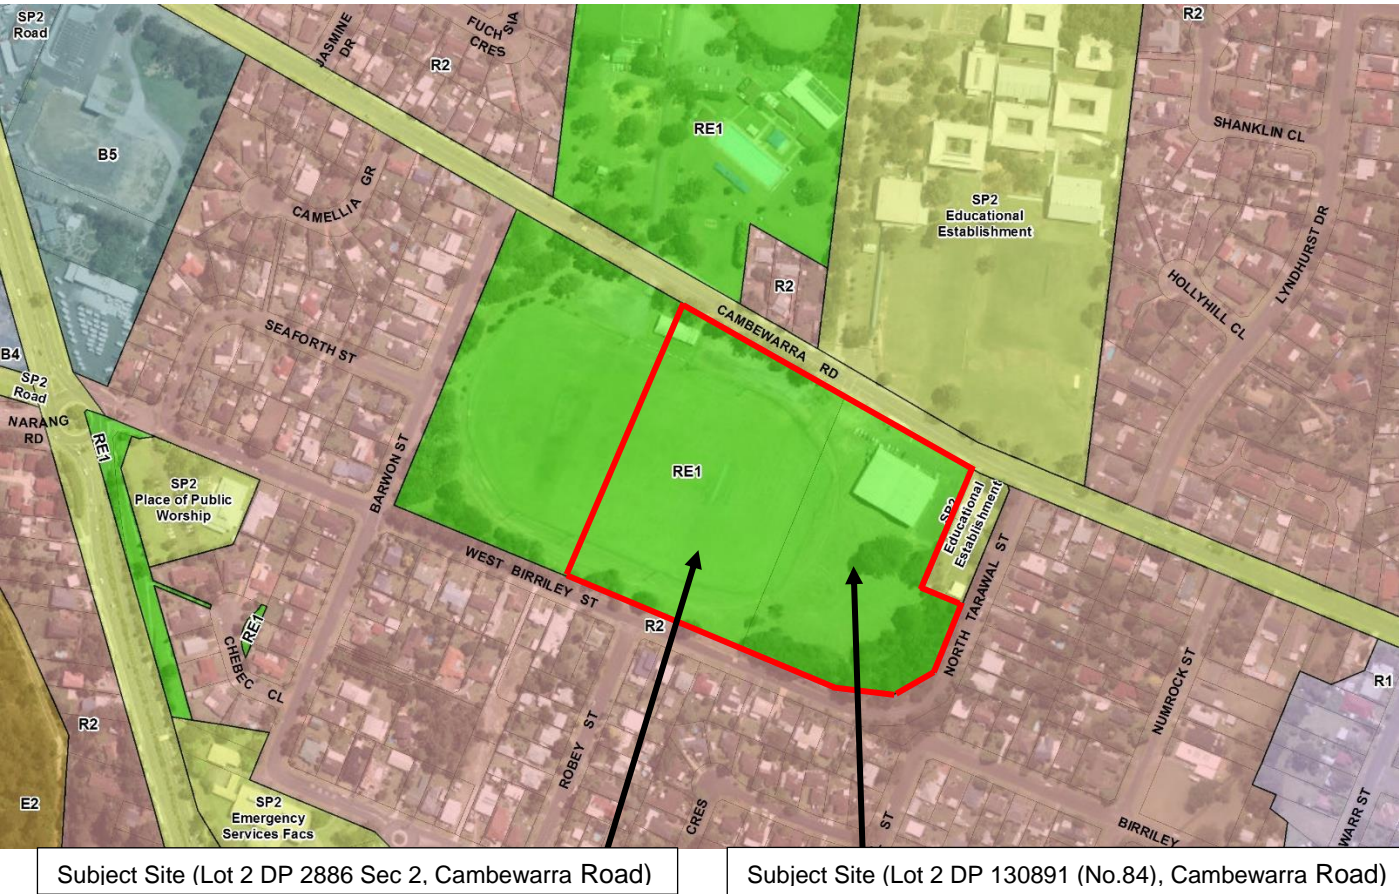 SP2
Road
JASMINE
DR
FUCHSIA
CRES
R2
R2
RE1
B5
SHANKLIN CL
CAMELLIA GR
SP2
Educational
Establishment
LYNDHURST DR
HOLLYHILL CL
R2
CAMBEWARRA RD
SEAFORTH ST
B4
SP2
Road
NARANG
RD
RE1
BARWON ST
SP2
Place of Public
Worship
RE1
SP2
Educational
Establishment
WEST BIRRILEY ST
NORTH TARAWAL ST
R2
RE1
CHEBEC CL
NUMROCK ST
R1
R2
ROBEY ST
E2
SP2
Emergency
Services Facs
CRES
ST
BIRRILEY
WARR ST
Subject Site (Lot 2 DP 2886 Sec 2, Cambewarra Road)
Subject Site (Lot 2 DP 130891 (No.84), Cambewarra Road)